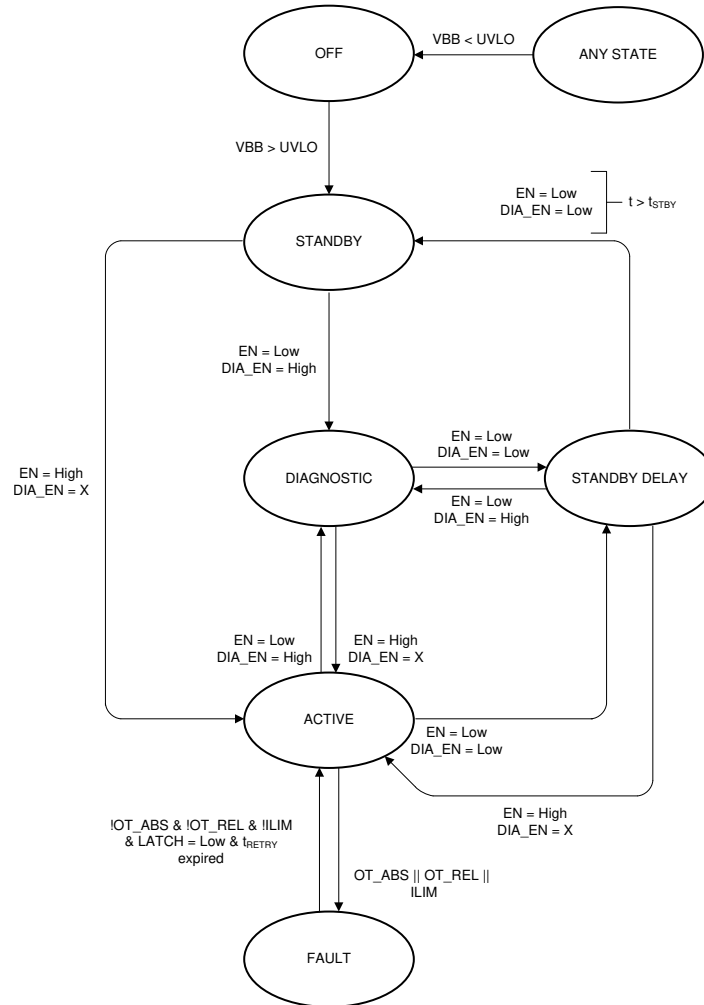 OFF
VBB < UVLO
ANY STATE
VBB > UVLO
EN = Low
DIA_EN = Low
t > tSTBY
STANDBY
EN = Low
DIA_EN = High
EN = High
DIA_EN = X
DIAGNOSTIC
EN = Low
DIA_EN = Low
EN = Low
DIA_EN = High
STANDBY DELAY
EN = Low
DIA_EN = High
EN = High
DIA_EN = X
ACTIVE
EN = Low
DIA_EN = Low
EN = High
DIA_EN = X
!OT_ABS & !OT_REL & !ILIM
& LATCH = Low & tRETRY
expired
OT_ABS || OT_REL ||
ILIM
FAULT